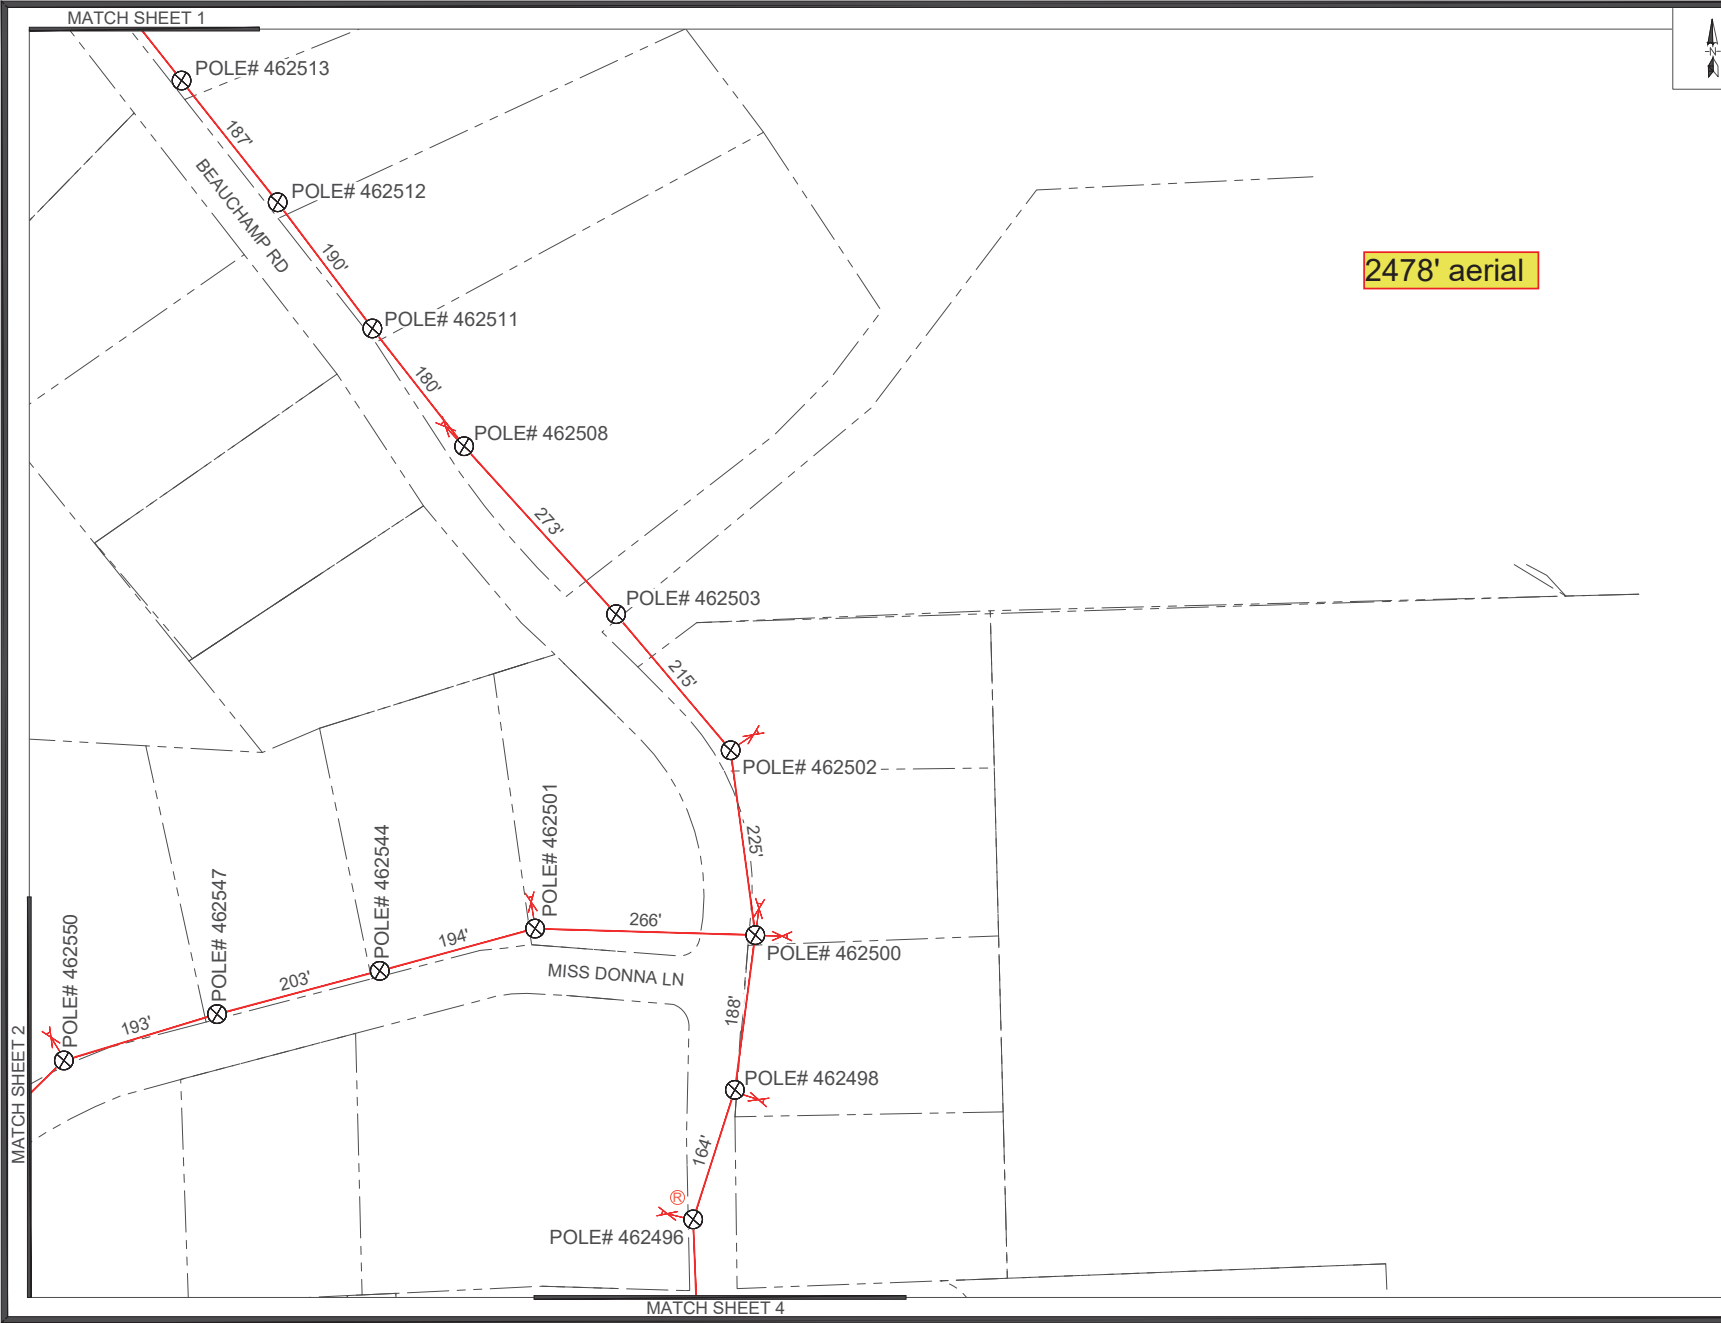 MATCH SHEET 1
N
POLE# 462513
187'
BEAUCHAMP RD
POLE# 462512
190'
2478' aerial
POLE# 462511
180'
POLE# 462508
273'
POLE# 462503
215'
POLE# 462502
225'
POLE# 462501
POLE# 462544
POLE# 462547
POLE# 462550
266'
194'
203'
193'
POLE# 462500
MISS DONNA LN
188'
POLE# 462498
164'
R
POLE# 462496
MATCH SHEET 2
MATCH SHEET 4